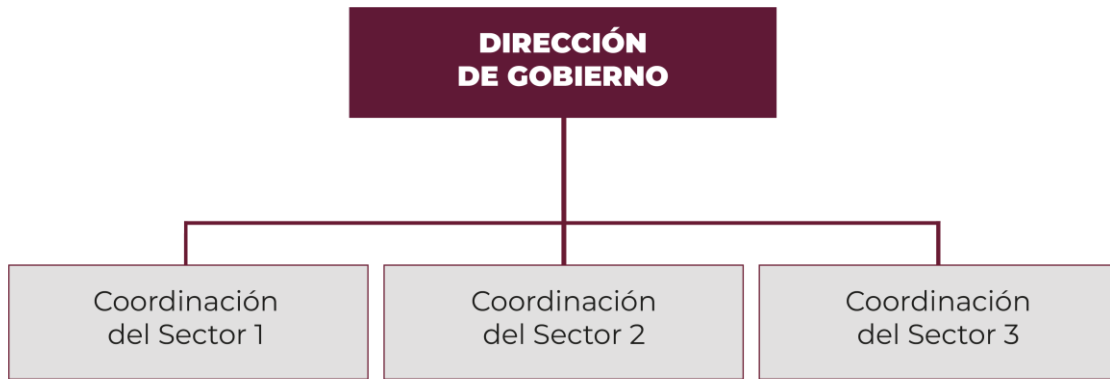 DIRECCIÓN
DE GOBIERNO
Coordinación
del Sector 1
Coordinación
del Sector 2
Coordinación
del Sector 3